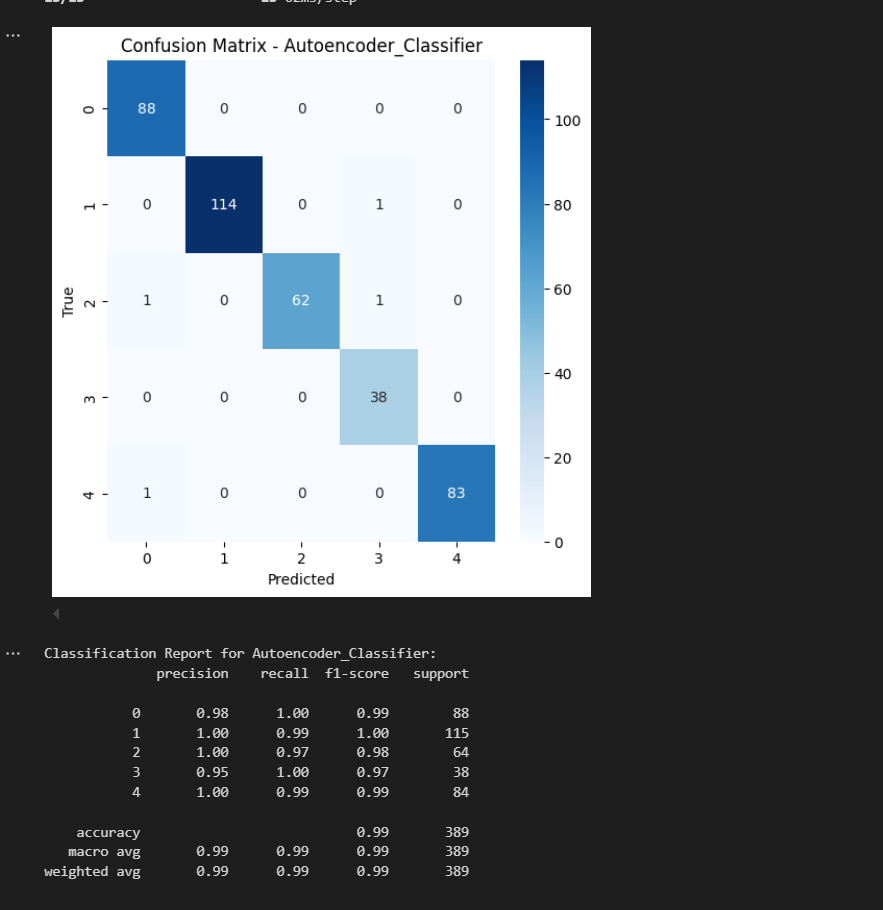 ...
Confusion Matrix - Autoencoder_Classifier
0 88 0 0 0 0
100
1 0 114 0 1 0
80
True
2 1 0 62 1 0
60
40
3 0 0 0 38 0
20
4 1 0 0 0 83
0
0 1 2 3 4
Predicted
...
Classification Report for Autoencoder_Classifier:
precision recall f1-score support
0 0.98 1.00 0.99 88
1 1.00 0.99 1.00 115
2 1.00 0.97 0.98 64
3 0.95 1.00 0.97 38
4 1.00 0.99 0.99 84
accuracy 0.99 389
macro avg 0.99 0.99 0.99 389
weighted avg 0.99 0.99 0.99 389